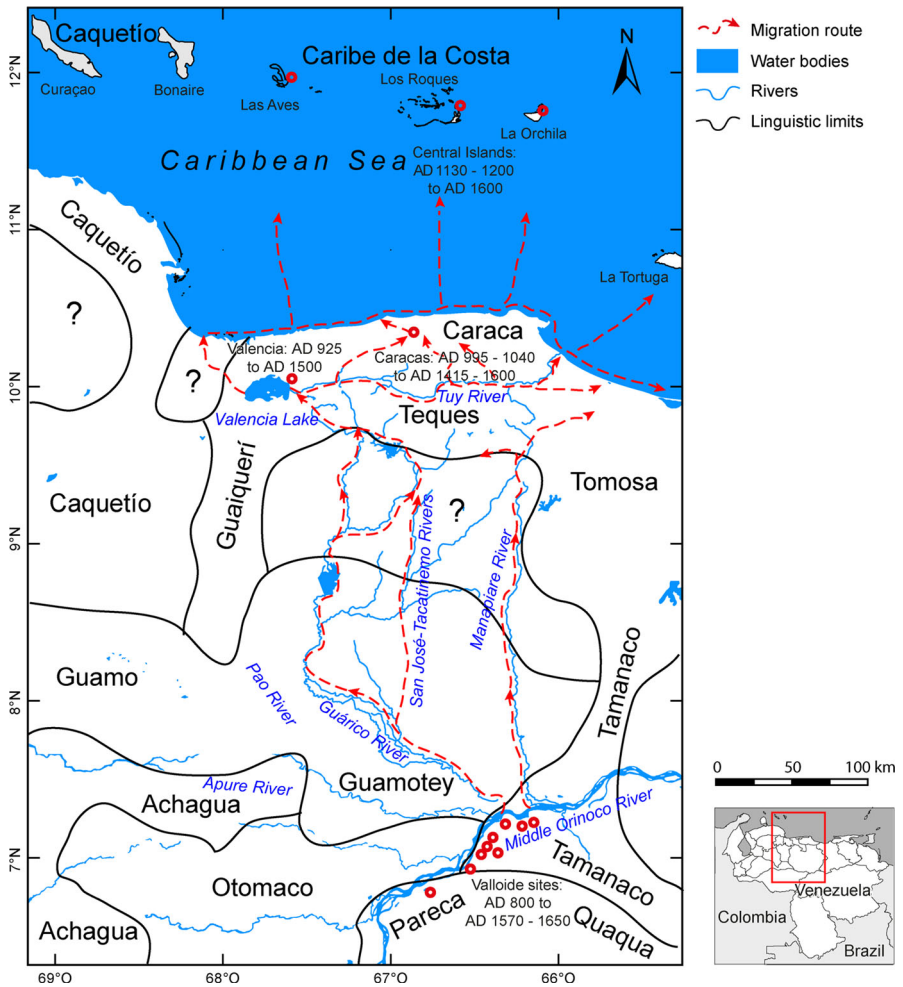 Caquetío
Curaçao
Bonaire
Caribe de la Costa
Los Roques
Las Aves
La Orchila
N
Migration route
Water bodies
Rivers
Linguistic limits
Caribbean Sea
Central Islands:
AD 1130 - 1200
to AD 1600
La Tortuga
Caquetío
?
?
Caraca
Valencia: AD 925
to AD 1500
Caracas: AD 995 - 1040
to AD 1415 - 1600
Tuy River
Valencia Lake
Teques
Guaiquerí
Caquetío
?
Tomosa
San José-Tacatinemo Rivers
Manapiare River
Guamo
Pao River
Guárico River
Tamanaco
Apure River
Achagua
Guamotey
Middle Orinoco River
Tamanaco
Otomaco
Achagua
Pareca
Valloide sites:
AD 800 to
AD 1570 - 1650
Quaqua
12°N
11°N
10°N
9°N
8°N
7°N
69°O
68°O
67°O
66°O
0 50 100 km
Venezuela
Colombia
Brazil